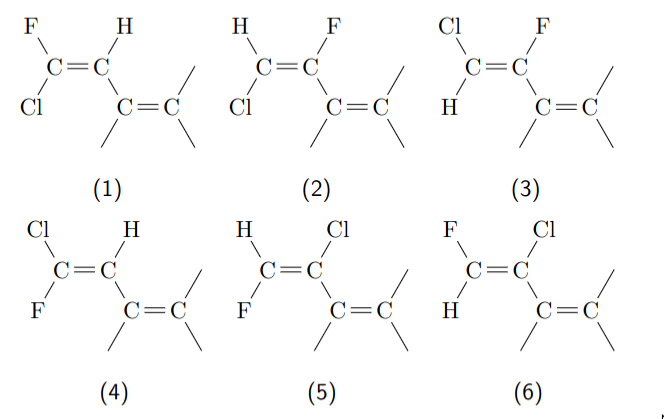 F H H F Cl F
C=C C=C C=C
Cl C=C Cl C=C H C=C
(1) (2) (3)
Cl H H Cl F Cl
C=C C=C C=C
F C=C F C=C H C=C
(4) (5) (6)